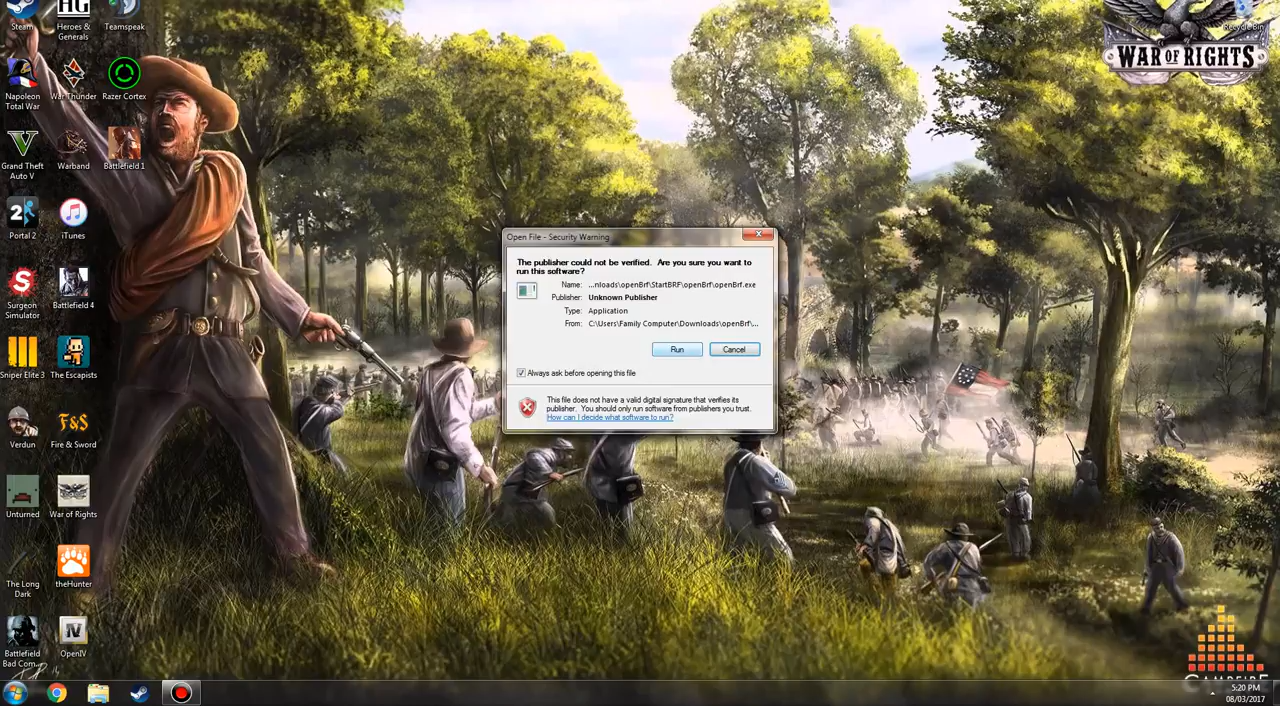 Steam
Heroes &
Generals
Teamspeak
Recycle Bin
WAR OF RIGHTS
Napoleon
Total War
War Thunder
Razer Cortex
Grand Theft
Auto V
Warband
Battlefield 1
Portal 2
iTunes
Surgeon
Simulator
Battlefield 4
Sniper Elite 3
The Escapists
Verdun
Fire & Sword
Unturned
War of Rights
The Long
Dark
theHunter
Battlefield
Bad Com...
OpenIV
Open File - Security Warning
The publisher could not be verified. Are you sure you want to
run this software?
Name: ...nloads\openBrf\StartBRF\openBrf\openBrf.exe
Publisher: Unknown Publisher
Type: Application
From: C:\Users\Family Computer\Downloads\openBrf\...
Run
Cancel
Always ask before opening this file
This file does not have a valid digital signature that verifies its
publisher. You should only run software from publishers you trust.
How can I decide what software to run?
CAMPFIRE
5:20 PM
08/03/2017